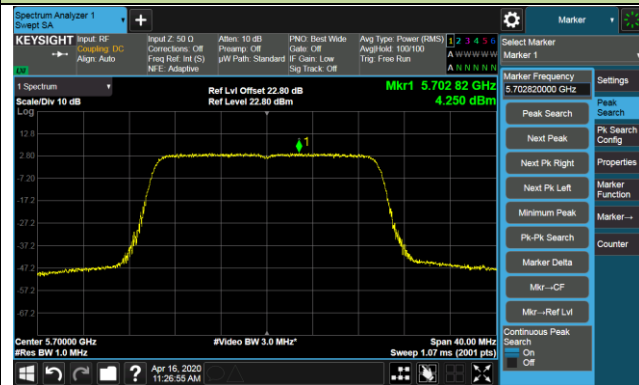 Spectrum Analyzer 1
Swept SA
Marker
KEYSIGHT
Input: RF
Coupling: DC
Align: Auto
Input Z: 50 Ω
Corrections: Off
Freq Ref: Int (S)
NFE: Adaptive
Atten: 10 dB
Preamp: Off
µW Path: Standard
PNO: Best Wide
Gate: Off
IF Gain: Low
Sig Track: Off
Avg Type: Power (RMS)
Avg|Hold: 100/100
Trig: Free Run
1 2 3 4 5 6
A W W W W W
A N N N N N
Select Marker
Marker 1
1 Spectrum
Scale/Div 10 dB
Ref Lvl Offset 22.80 dB
Ref Level 22.80 dBm
Mkr1 5.702 82 GHz
4.250 dBm
Log
12.8
2.80
-7.20
-17.2
-27.2
-37.2
-47.2
-57.2
-67.2
1
Center 5.70000 GHz
#Res BW 1.0 MHz
#Video BW 3.0 MHz*
Span 40.00 MHz
Sweep 1.07 ms (2001 pts)
Marker Frequency
5.702820000 GHz
Peak Search
Next Peak
Next Pk Right
Next Pk Left
Minimum Peak
Pk-Pk Search
Marker Delta
Mkr→CF
Mkr→Ref Lvl
Continuous Peak
Search
On
Off
Settings
Peak
Search
Pk Search
Config
Properties
Marker
Function
Marker→
Counter
Apr 16, 2020
11:26:55 AM